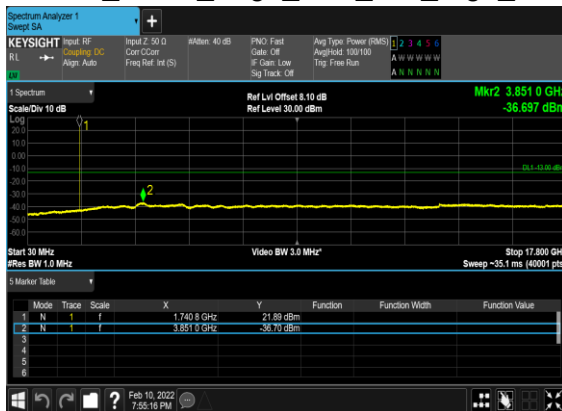 Spectrum Analyzer 1
Swept SA
+
KEYSIGHT Input: RF Input Z: 50 Ω #Atten: 40 dB PNO: Fast Avg Type: Power (RMS) 1 2 3 4 5 6
RL Coupling: DC Corr CCorr Gate: Off Avg|Hold: 100/100 A W W W W W
Align: Auto Freq Ref: Int (S) IF Gain: Low Trig: Free Run
Sig Track: Off A N N N N N
1 Spectrum Ref Lvl Offset 8.10 dB Mkr2 3.851 0 GHz
Scale/Div 10 dB Ref Level 30.00 dBm -36.697 dBm
Log
20.0 1
10.0
0.00
-10.0 DL1 -13.00 dBm
-20.0
-30.0 2
-40.0
-50.0
-60.0
Start 30 MHz Video BW 3.0 MHz* Stop 17.800 GHz
#Res BW 1.0 MHz Sweep ~35.1 ms (40001 pts)
5 Marker Table
Mode Trace Scale X Y Function Function Width Function Value
1 N 1 f 1.740 8 GHz 21.89 dBm
2 N 1 f 3.851 0 GHz -36.70 dBm
3
4
5
6
? Feb 10, 2022
7:55:16 PM